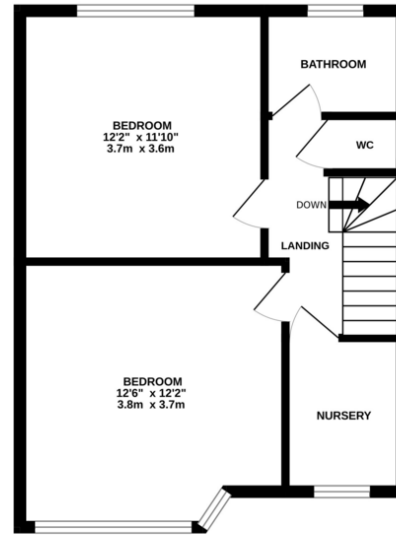 BATHROOM
BEDROOM
12'2" x 11'10"
3.7m x 3.6m
WC
DOWN
LANDING
BEDROOM
12'6" x 12'2"
3.8m x 3.7m
NURSERY